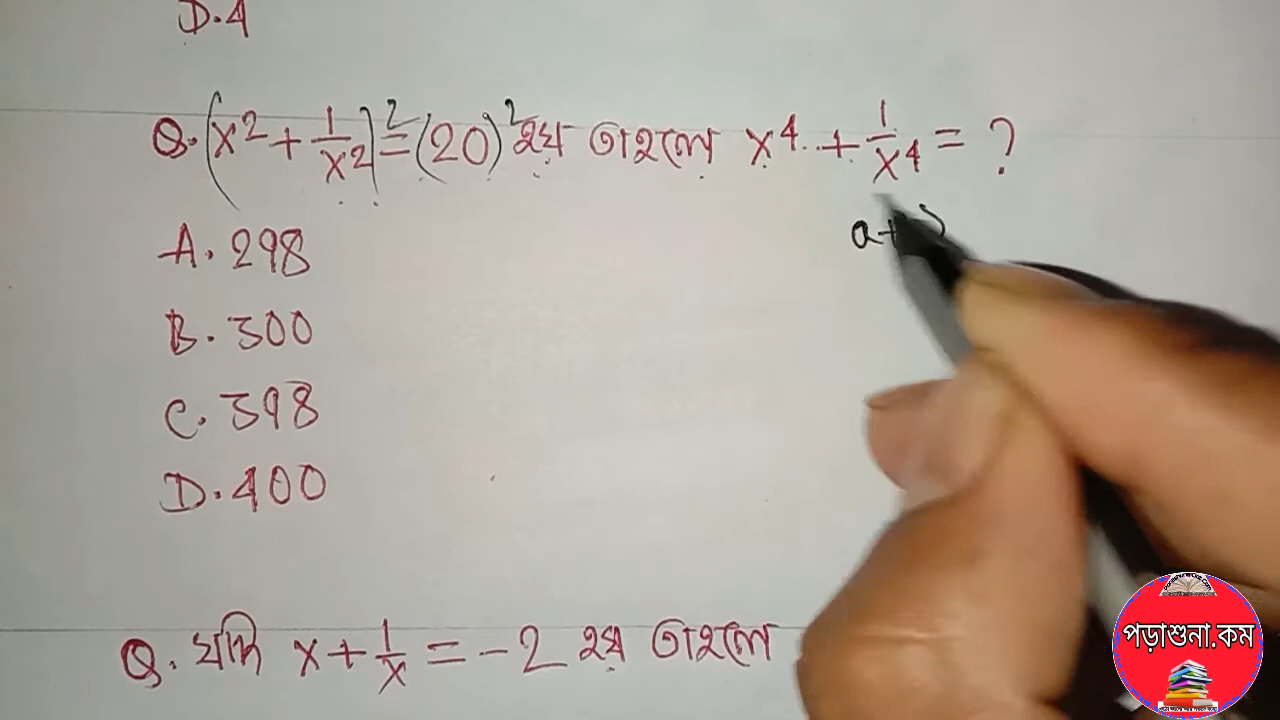 D. 4
Q. (x² + 1/x²)² = (20)² হয় তাহলে x⁴ + 1/x⁴ = ?
a+
A. 298
B. 300
C. 398
D. 400
Q. যদি x + 1/x = -2 হয় তাহলে
পড়াশুনা.কম